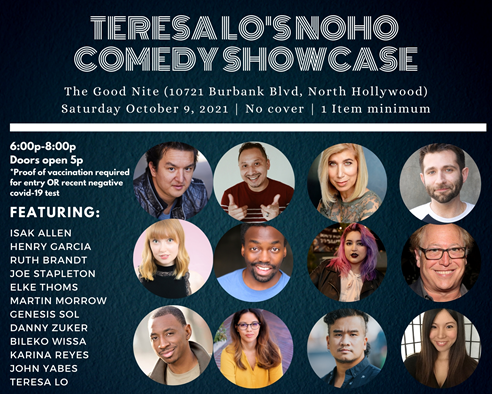 TERESA LO'S NOHO
COMEDY SHOWCASE
The Good Nite (10721 Burbank Blvd, North Hollywood)
Saturday October 9, 2021 | No cover | 1 Item minimum
6:00p-8:00p
Doors open 5p
*Proof of vaccination required
for entry OR recent negative
covid-19 test
FEATURING:
ISAK ALLEN
HENRY GARCIA
RUTH BRANDT
JOE STAPLETON
ELKE THOMS
MARTIN MORROW
GENESIS SOL
DANNY ZUKER
BILEKO WISSA
KARINA REYES
JOHN YABES
TERESA LO